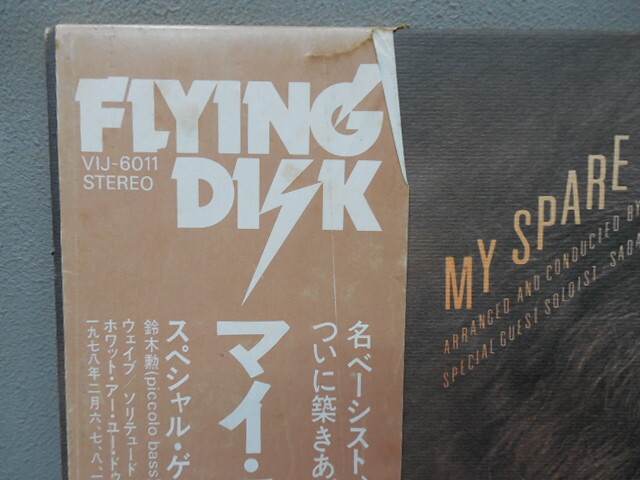 FLYING
DISK
VIJ-6011
STEREO
MY SPARE
ARRANGED AND CONDUCTED BY
SPECIAL GUEST SOLOIST
名ベーシスト、
ついに築きあ
マイ・
スペシャル・ゲ
鈴木勲(piccolo bass
ウェイブ/ソリテュード
ホワット・アー・ユー・ドゥ
一九七八年二月六、七、八、